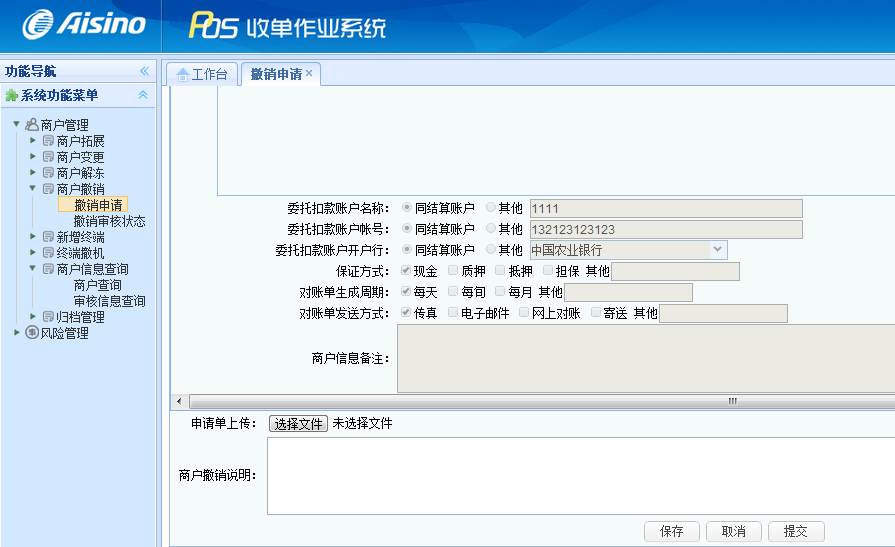 Aisino POS 收单作业系统
功能导航
系统功能菜单
商户管理
商户拓展
商户变更
商户解冻
商户撤销
撤销申请
撤销审核状态
新增终端
终端撤机
商户信息查询
商户查询
审核信息查询
归档管理
风险管理
工作台 撤销申请
委托扣款账户名称： 同结算账户 其他 1111
委托扣款账户帐号： 同结算账户 其他 132123123123
委托扣款账户开户行： 同结算账户 其他 中国农业银行
保证方式： 现金 质押 抵押 担保 其他
对账单生成周期： 每天 每旬 每月 其他
对账单发送方式： 传真 电子邮件 网上对账 寄送 其他
商户信息备注：
申请单上传： 选择文件 未选择文件
商户撤销说明：
保存 取消 提交